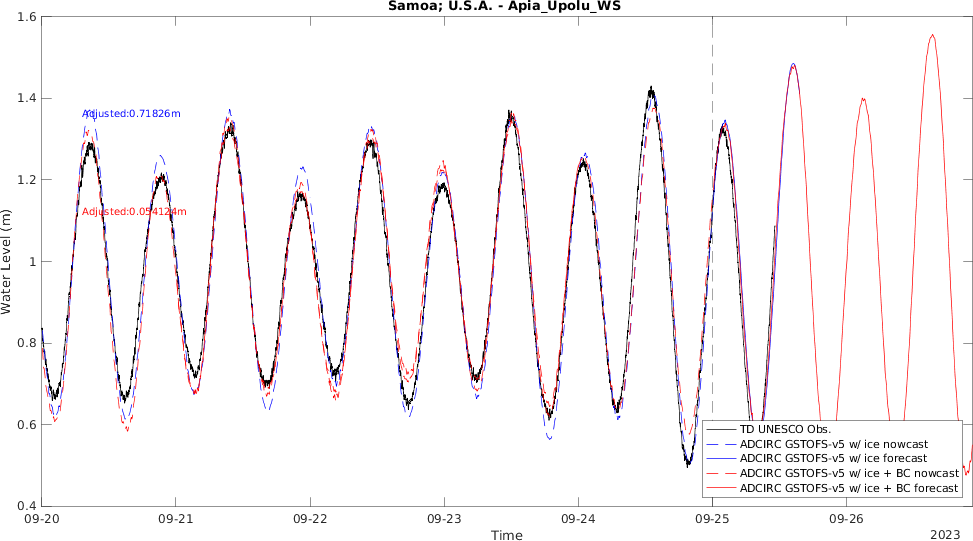 Samoa; U.S.A. - Apia_Upolu_WS
Water Level (m)
1.6
1.4
1.2
1
0.8
0.6
0.4
Adjusted:0.71826m
Adjusted:0.054124m
TD UNESCO Obs.
ADCIRC GSTOFS-v5 w/ ice nowcast
ADCIRC GSTOFS-v5 w/ ice forecast
ADCIRC GSTOFS-v5 w/ ice + BC nowcast
ADCIRC GSTOFS-v5 w/ ice + BC forecast
09-20 09-21 09-22 09-23 09-24 09-25 09-26
Time
2023